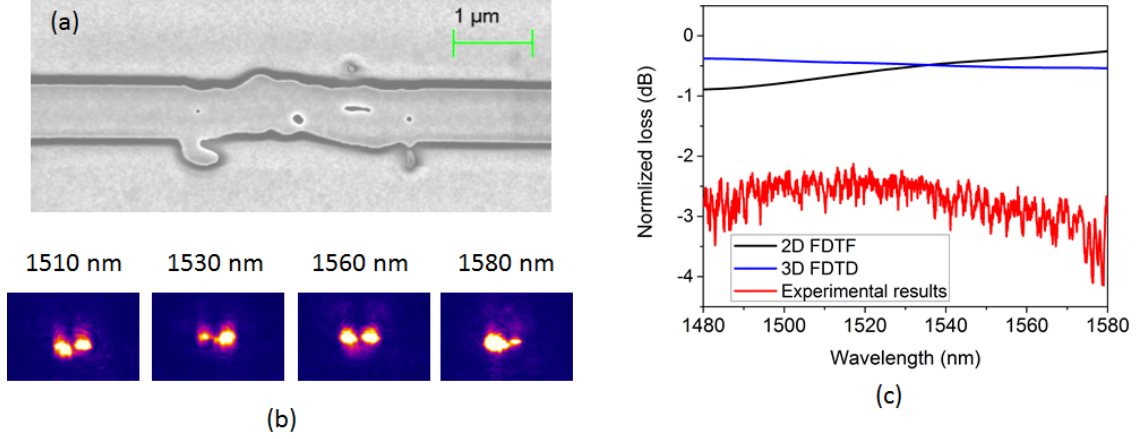 (a)
1 µm
1510 nm
1530 nm
1560 nm
1580 nm
(b)
Normlized loss (dB)
0
-1
-2
-3
-4
2D FDTF
3D FDTD
Experimental results
1480
1500
1520
1540
1560
1580
Wavelength (nm)
(c)